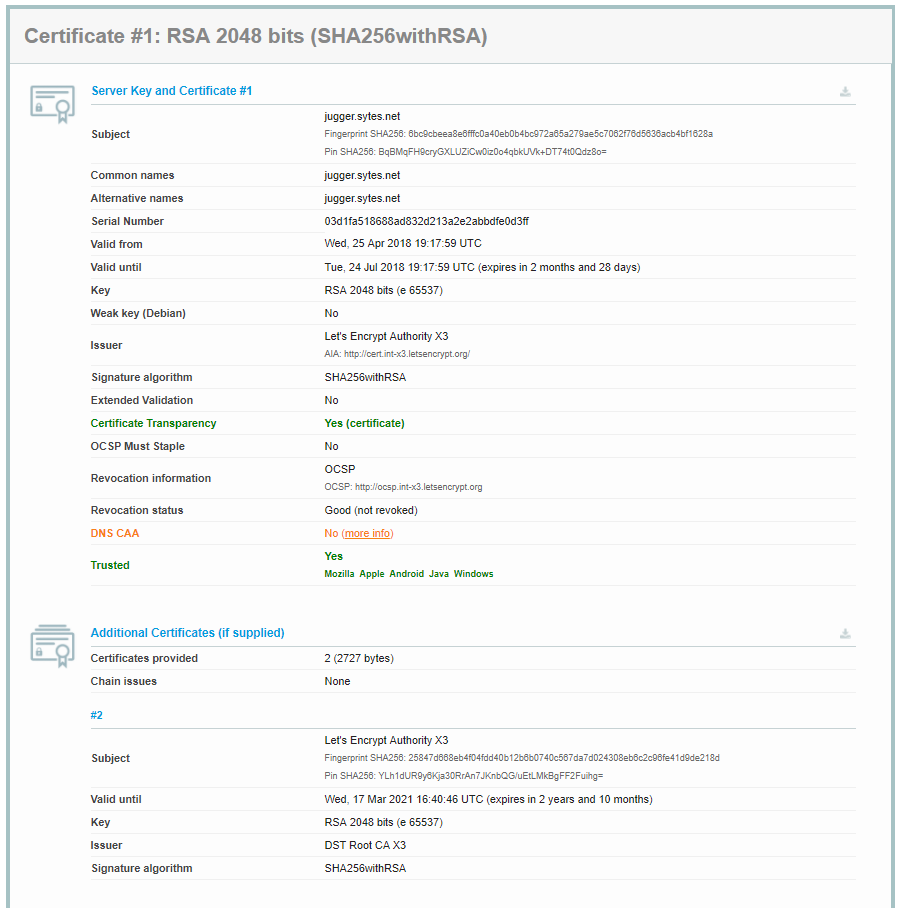 Certificate #1: RSA 2048 bits (SHA256withRSA)
Server Key and Certificate #1
Subject
jugger.sytes.net
Fingerprint SHA256: 6bc9cbeea8e6fffc0a40eb0b4bc972a65a279ae5c7062f76d5636acb4bf1628a
Pin SHA256: BqBMqFH9cryGXLUZiCw0iz0o4qbkUVk+DT74t0Qdz8o=
Common names jugger.sytes.net
Alternative names jugger.sytes.net
Serial Number 03d1fa518688ad832d213a2e2abbdfe0d3ff
Valid from Wed, 25 Apr 2018 19:17:59 UTC
Valid until Tue, 24 Jul 2018 19:17:59 UTC (expires in 2 months and 28 days)
Key RSA 2048 bits (e 65537)
Weak key (Debian) No
Issuer
Let's Encrypt Authority X3
AIA: http://cert.int-x3.letsencrypt.org/
Signature algorithm SHA256withRSA
Extended Validation No
Certificate Transparency Yes (certificate)
OCSP Must Staple No
Revocation information
OCSP
OCSP: http://ocsp.int-x3.letsencrypt.org
Revocation status Good (not revoked)
DNS CAA No (more info)
Trusted
Yes
Mozilla Apple Android Java Windows
Additional Certificates (if supplied)
Certificates provided 2 (2727 bytes)
Chain issues None
#2
Subject
Let's Encrypt Authority X3
Fingerprint SHA256: 25847d668eb4f04fdd40b12b6b0740c567da7d024308eb6c2c96fe41d9de218d
Pin SHA256: YLh1dUR9y6Kja30RrAn7JKnbQG/uEtLMkBgFF2Fuihg=
Valid until Wed, 17 Mar 2021 16:40:46 UTC (expires in 2 years and 10 months)
Key RSA 2048 bits (e 65537)
Issuer DST Root CA X3
Signature algorithm SHA256withRSA